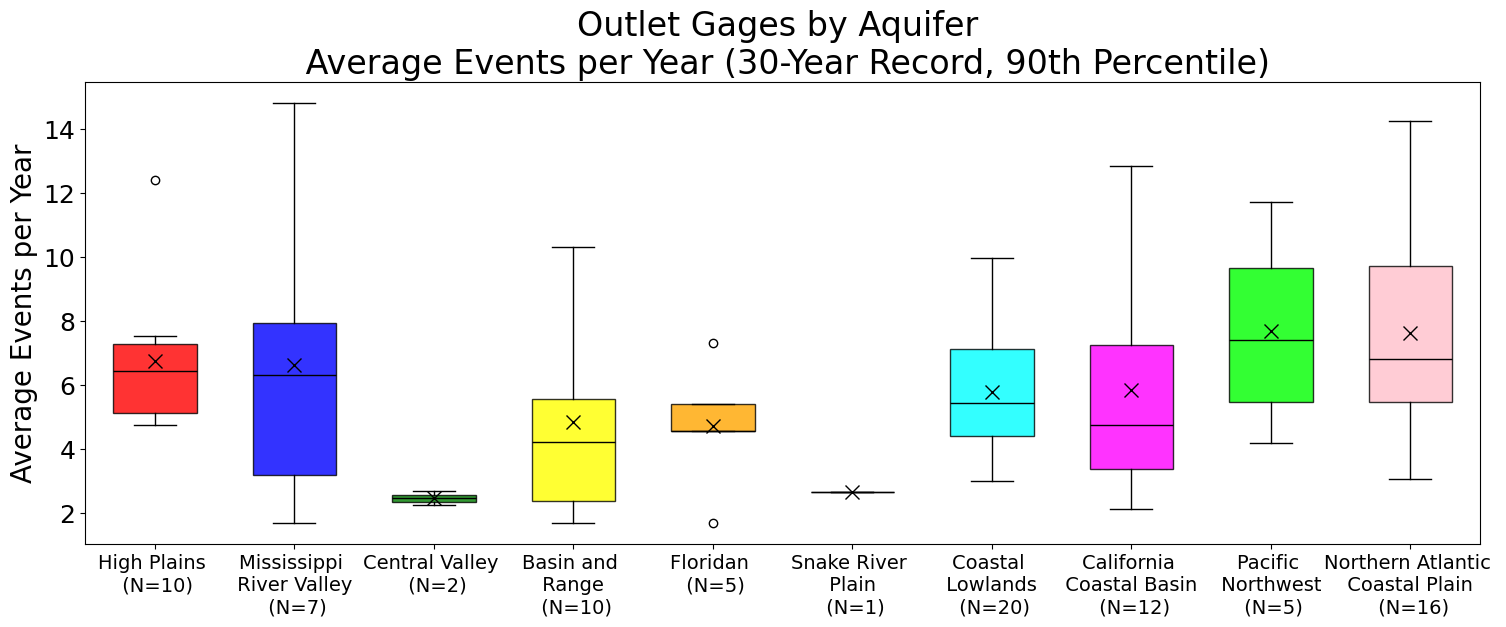 Outlet Gages by Aquifer
Average Events per Year (30-Year Record, 90th Percentile)
Average Events per Year
14
12
10
8
6
4
2
High Plains
(N=10)
Mississippi
River Valley
(N=7)
Central Valley
(N=2)
Basin and
Range
(N=10)
Floridan
(N=5)
Snake River
Plain
(N=1)
Coastal
Lowlands
(N=20)
California
Coastal Basin
(N=12)
Pacific
Northwest
(N=5)
Northern Atlantic
Coastal Plain
(N=16)